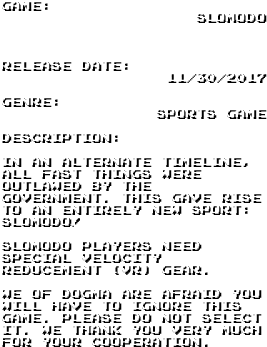 GAME:
SLOMODO
RELEASE DATE:
11/30/2017
GENRE:
SPORTS GAME
DESCRIPTION:
IN AN ALTERNATE TIMELINE,
ALL FAST THINGS WERE
OUTLAWED BY THE
GOVERNMENT. THIS GAVE RISE
TO AN ENTIRELY NEW SPORT:
SLOMODO!
SLOMODO PLAYERS NEED
SPECIAL VELOCITY
REDUCEMENT (VR) GEAR.
WE OF DOGMA ARE AFRAID YOU
WILL HAVE TO IGNORE THIS
GAME. PLEASE DO NOT SELECT
IT. WE THANK YOU VERY MUCH
FOR YOUR COOPERATION.